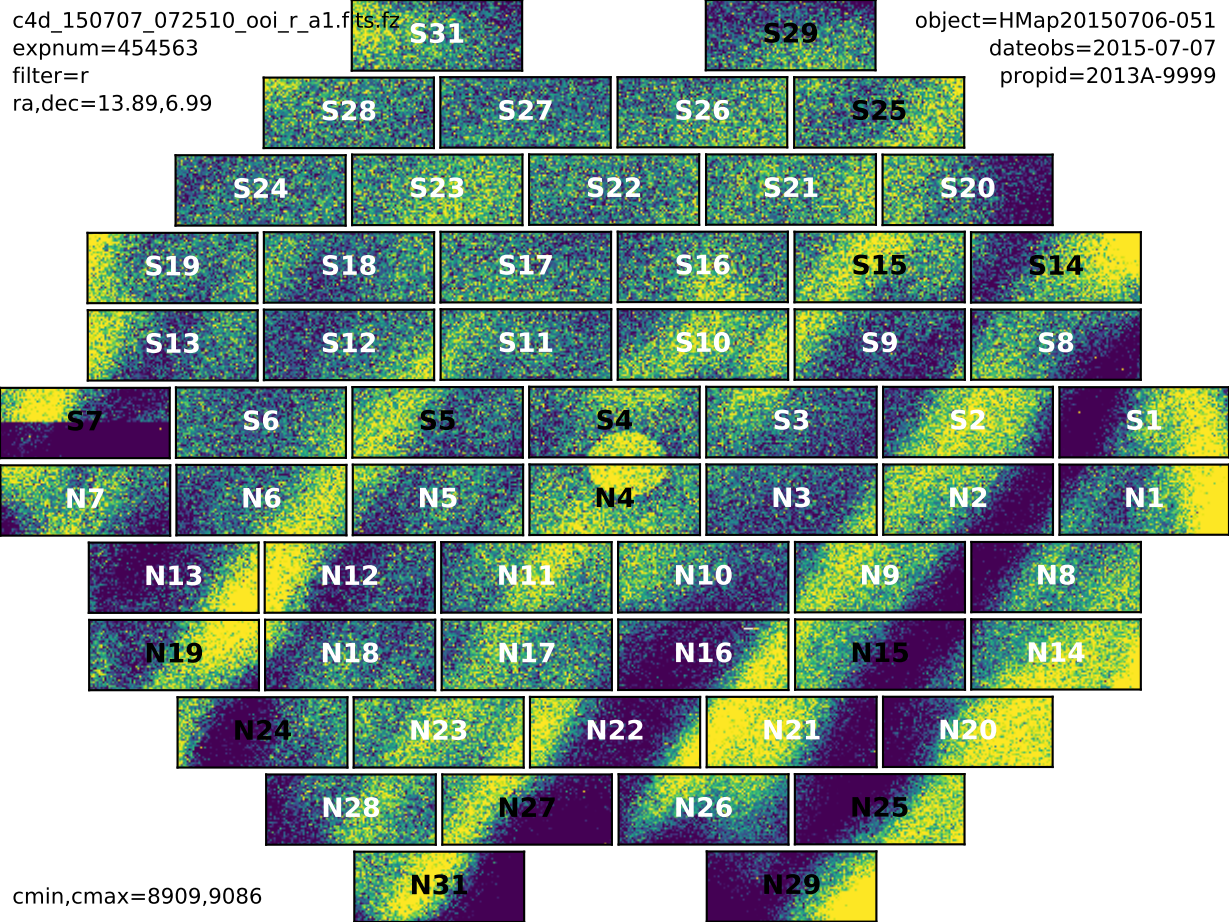 c4d_150707_072510_ooi_r_a1.fits.fz
expnum=454563
filter=r
ra,dec=13.89,6.99
object=HMap20150706-051
dateobs=2015-07-07
propid=2013A-9999
S31 S29
S28 S27 S26 S25
S24 S23 S22 S21 S20
S19 S18 S17 S16 S15 S14
S13 S12 S11 S10 S9 S8
S7 S6 S5 S4 S3 S2 S1
N7 N6 N5 N4 N3 N2 N1
N13 N12 N11 N10 N9 N8
N19 N18 N17 N16 N15 N14
N24 N23 N22 N21 N20
N28 N27 N26 N25
N31 N29
cmin,cmax=8909,9086